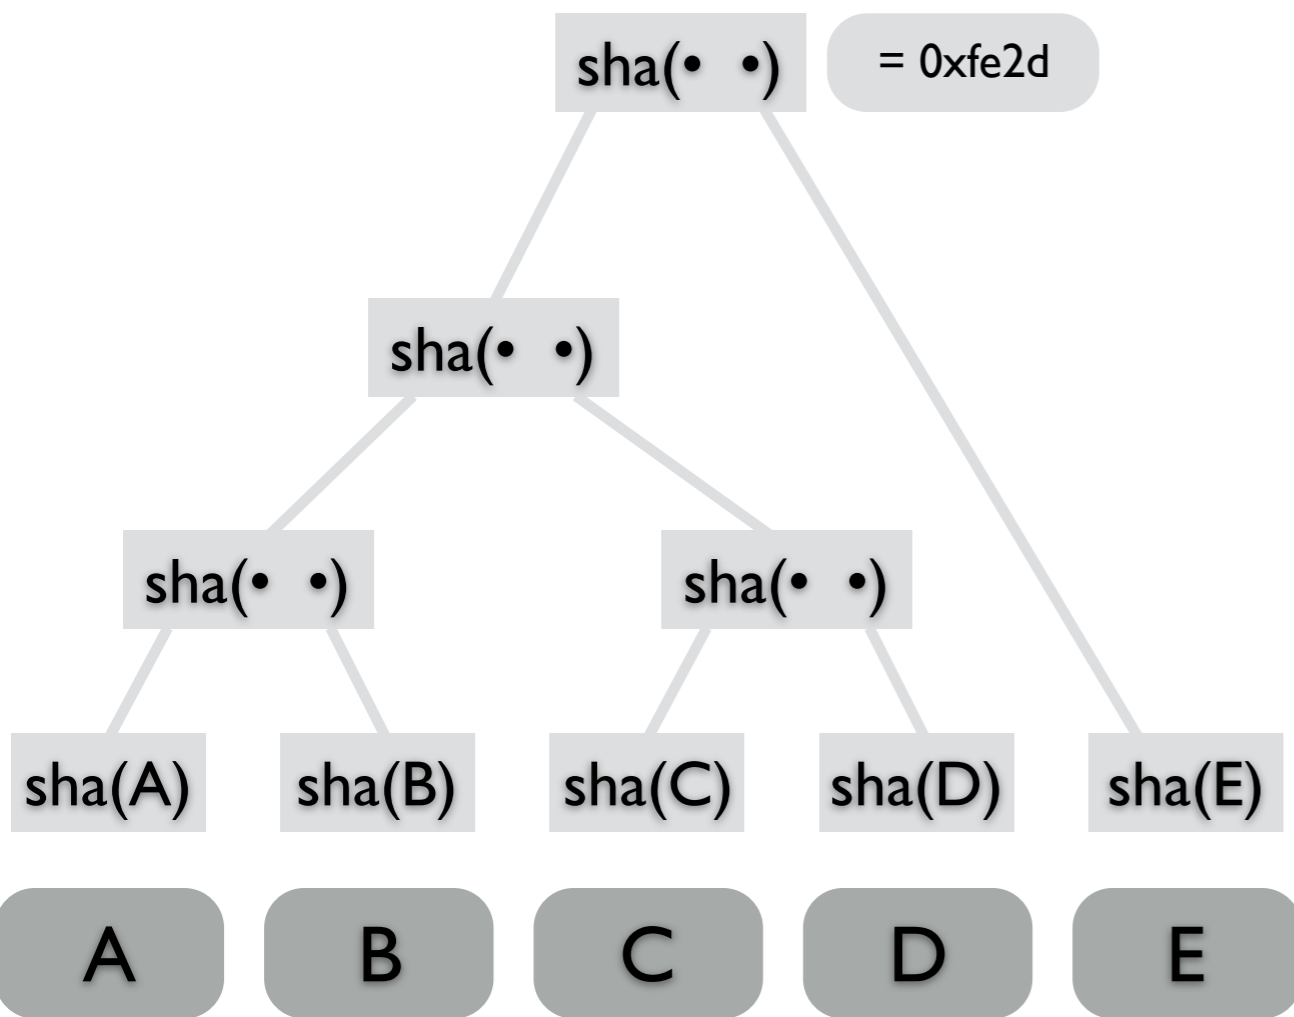 sha(• •)
= 0xfe2d
sha(• •)
sha(• •)
sha(• •)
sha(A)
sha(B)
sha(C)
sha(D)
sha(E)
A
B
C
D
E